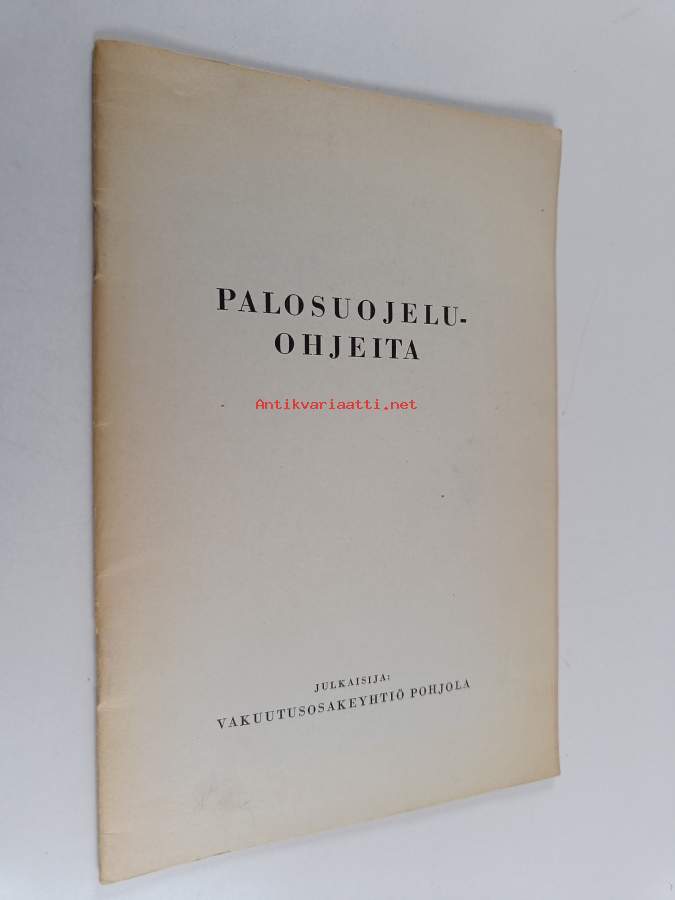 PALOSUOJELU-
OHJEITA
Antikvariaatti.net
JULKAISIJA:
VAKUUTUSOSAKEYHTIÖ POHJOLA